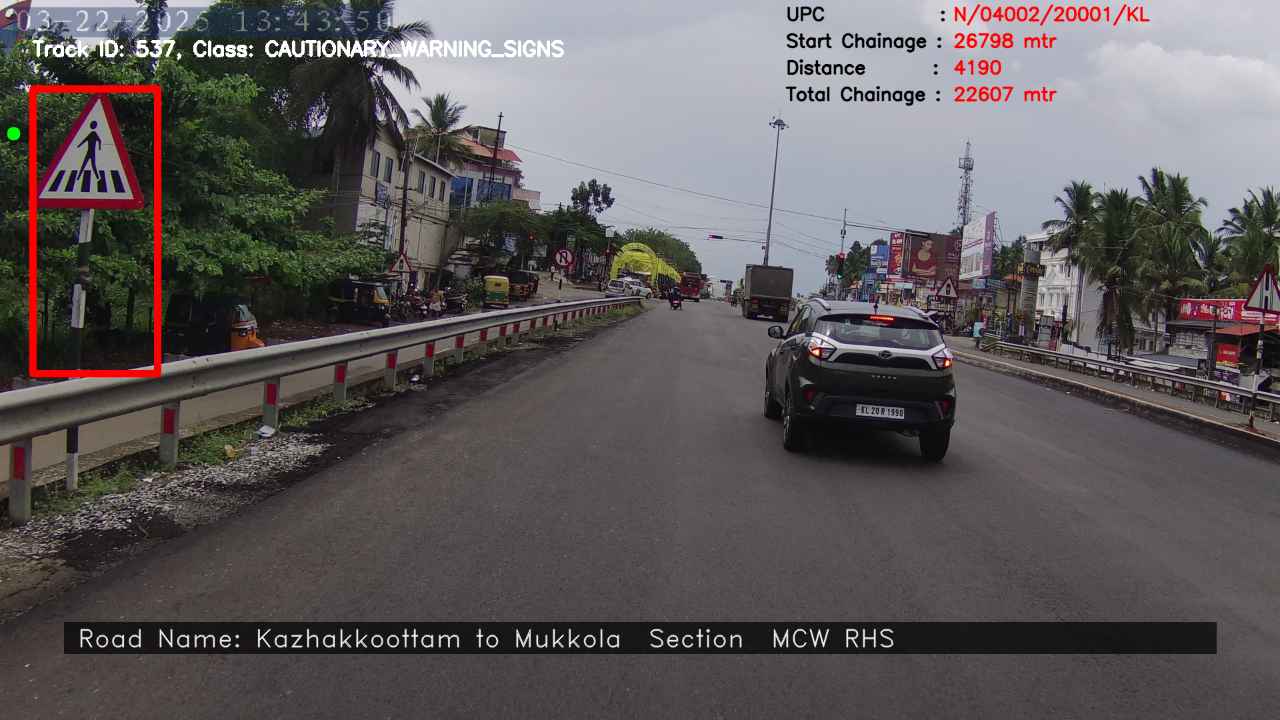 03-22-2025 13:43:50
Track ID: 537, Class: CAUTIONARY_WARNING_SIGNS
UPC : N/04002/20001/KL
Start Chainage : 26798 mtr
Distance : 4190
Total Chainage : 22607 mtr
KL 20 R 1990
Road Name: Kazhakkoottam to Mukkola Section MCW RHS